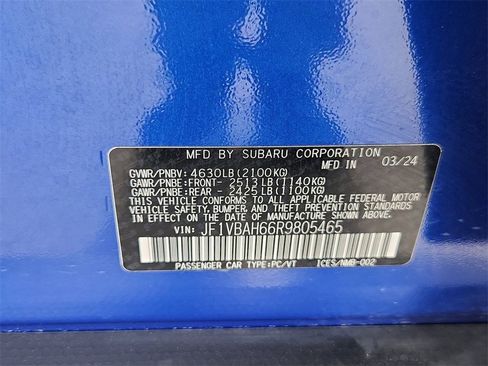 MFD BY SUBARU CORPORATION 03/24
GVWR/PNBV: 4630LB(2100KG)
GAWR/PNBE:FRONT- 2513LB(1140KG)
GAWR/PNBE:REAR - 2425LB(1100KG)
THIS VEHICLE CONFORMS TO ALL APPLICABLE FEDERAL MOTOR
VEHICLE SAFETY, BUMPER, AND THEFT PREVENTION STANDARDS
IN EFFECT ON THE DATE OF MANUFACTURE SHOWN ABOVE.
VIN: JF1VBAH66R9805465
PASSENGER CAR TYPE:PC/VT ICES/NMB-002